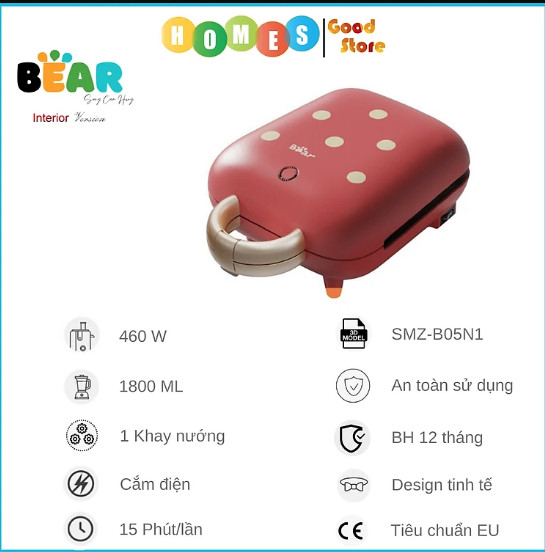 HOMES Good
Store
BEAR
Interior Version
Bear
460 W
SMZ-B05N1
3D
MODEL
1800 ML
An toàn sử dụng
1 Khay nướng
BH 12 tháng
Cắm điện
Design tinh tế
15 Phút/lần
CE
Tiêu chuẩn EU